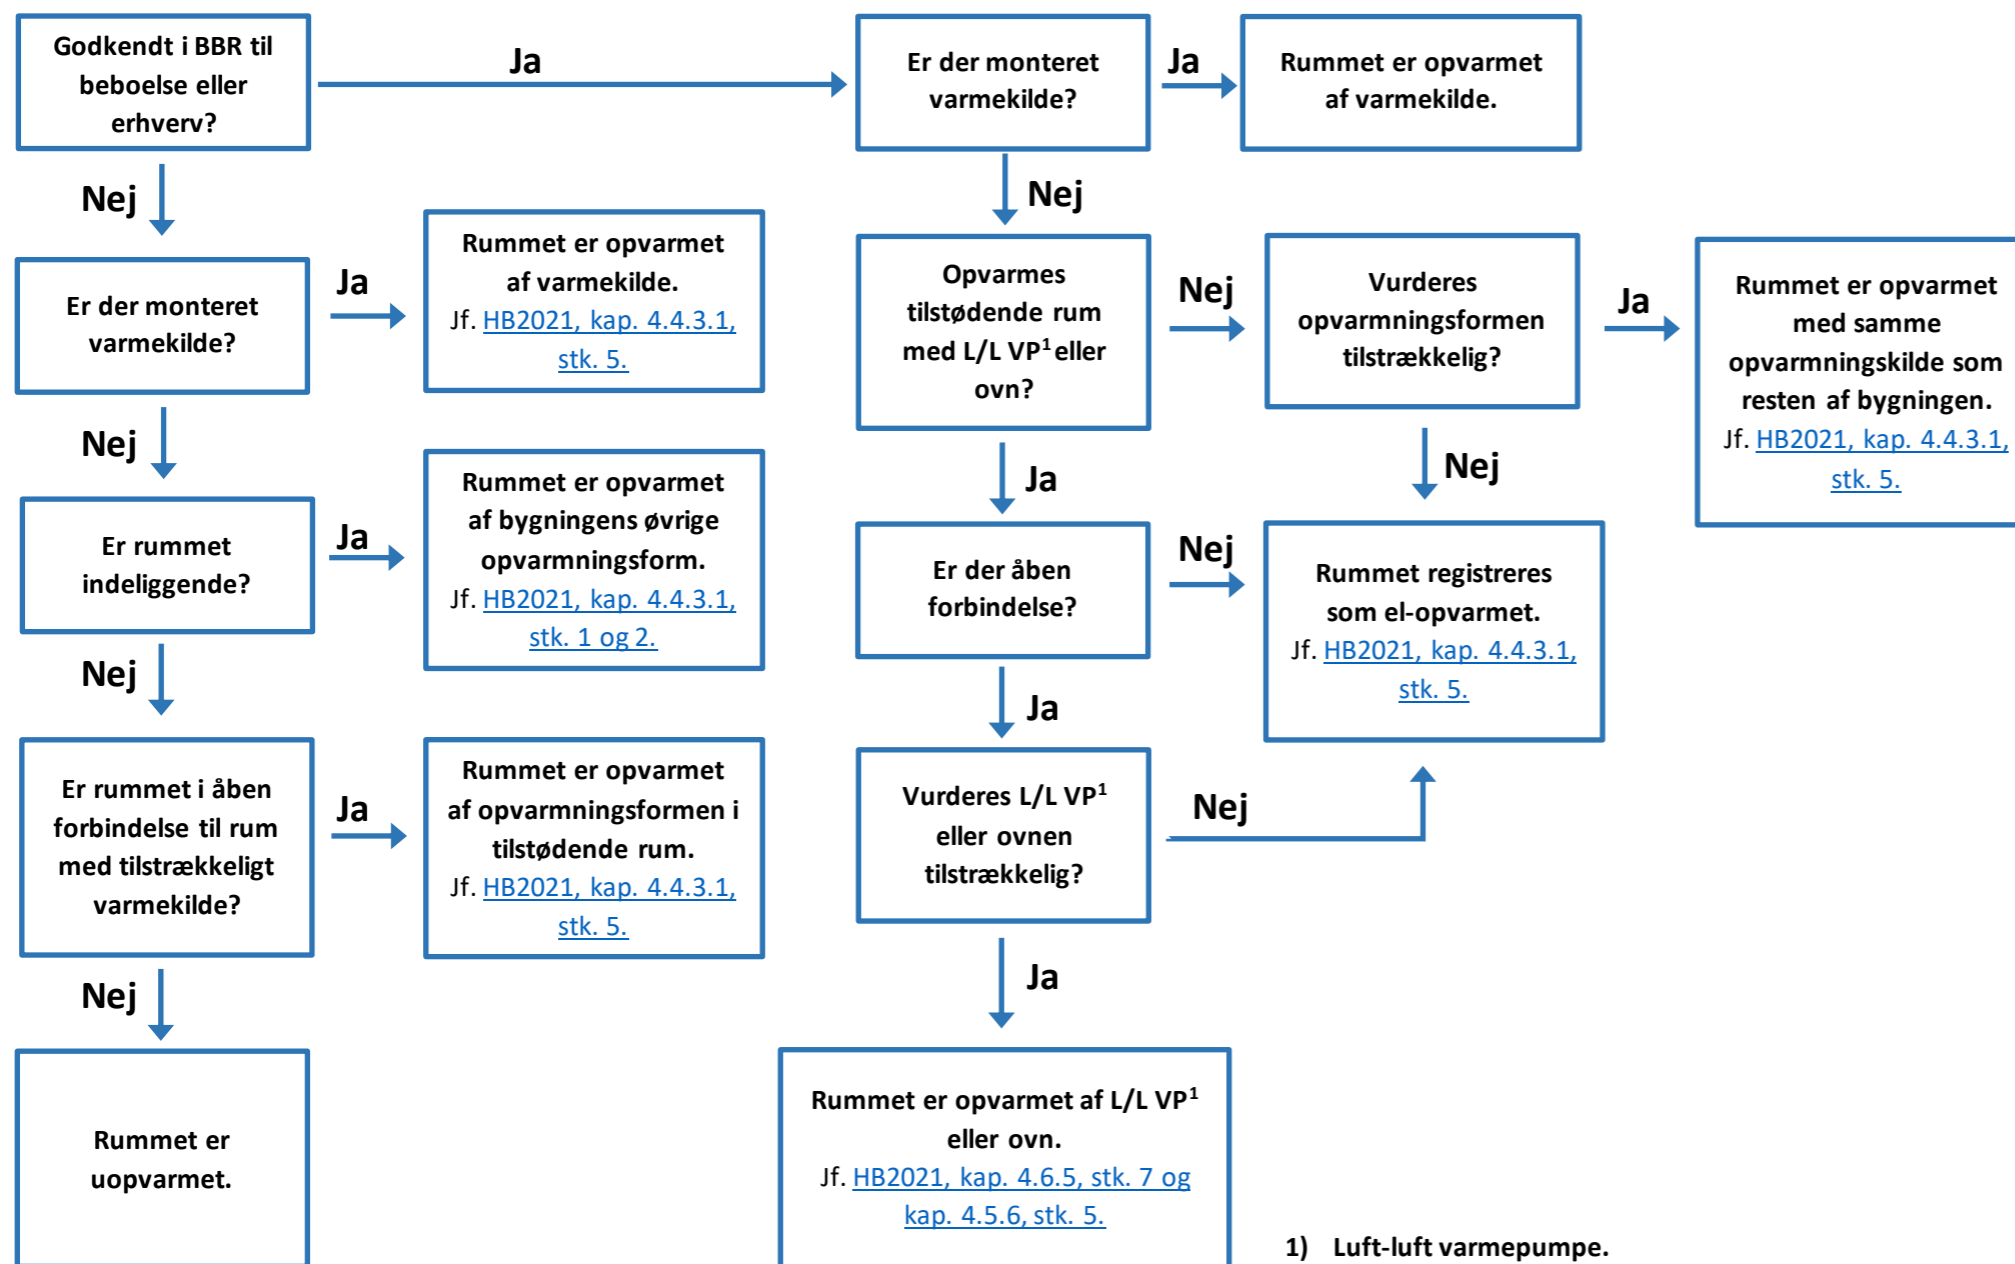 Godkendt i BBR til
beboelse eller
erhverv?
Ja
Er der monteret
varmekilde?
Ja
Rummet er opvarmet
af varmekilde.
Nej
Nej
Er der monteret
varmekilde?
Ja
Rummet er opvarmet
af varmekilde.
Jf. HB2021, kap. 4.4.3.1,
stk. 5.
Opvarmes
tilstødende rum
med L/L VP¹ eller
ovn?
Nej
Vurderes
opvarmningsformen
tilstrækkelig?
Ja
Rummet er opvarmet
med samme
opvarmningskilde som
resten af bygningen.
Jf. HB2021, kap. 4.4.3.1,
stk. 5.
Nej
Ja
Nej
Er rummet
indeliggende?
Ja
Rummet er opvarmet
af bygningens øvrige
opvarmningsform.
Jf. HB2021, kap. 4.4.3.1,
stk. 1 og 2.
Er der åben
forbindelse?
Nej
Rummet registreres
som el-opvarmet.
Jf. HB2021, kap. 4.4.3.1,
stk. 5.
Nej
Ja
Er rummet i åben
forbindelse til rum
med tilstrækkeligt
varmekilde?
Ja
Rummet er opvarmet
af opvarmningsformen i
tilstødende rum.
Jf. HB2021, kap. 4.4.3.1,
stk. 5.
Vurderes L/L VP¹
eller ovnen
tilstrækkelig?
Nej
Nej
Ja
Rummet er
uopvarmet.
Rummet er opvarmet af L/L VP¹
eller ovn.
Jf. HB2021, kap. 4.6.5, stk. 7 og
kap. 4.5.6, stk. 5.
1) Luft-luft varmepumpe.